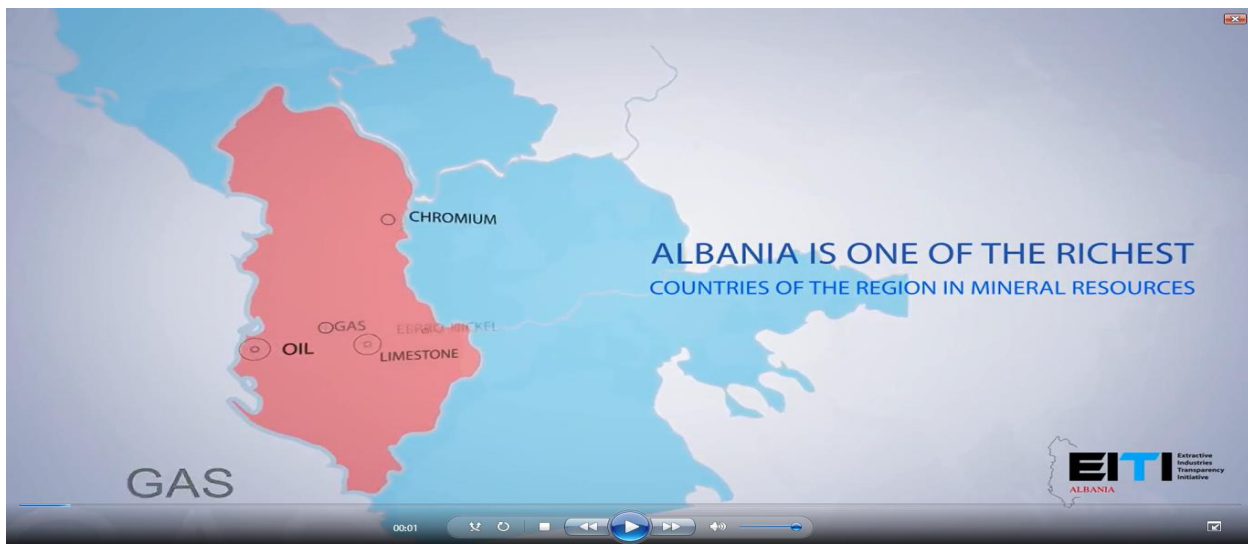 CHROMIUM
ALBANIA IS ONE OF THE RICHEST
COUNTRIES OF THE REGION IN MINERAL RESOURCES
GAS
OIL
LIMESTONE
GAS
EITI
Extractive
Industries
Transparency
Initiative
ALBANIA
00:01